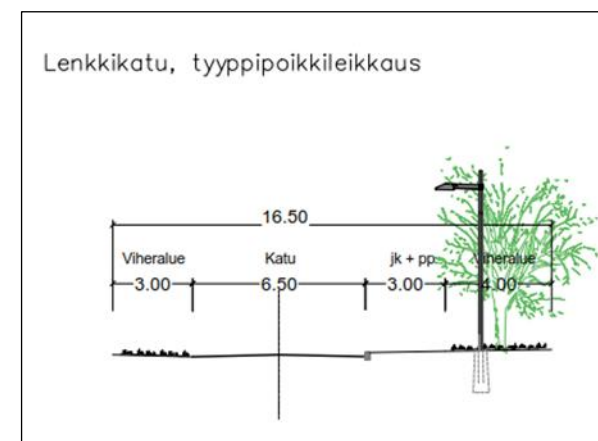 Lenkkikatu, tyyppipoikkileikkaus
16.50
Viheralue Katu jk + pp Viheralue
3.00 6.50 3.00 4.00